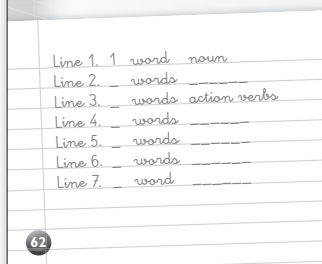 Line 1. 1 word noun
Line 2. _ words ______
Line 3. _ words action verbs
Line 4. _ words ______
Line 5. _ words ______
Line 6. _ words ______
Line 7. _ word ______
62